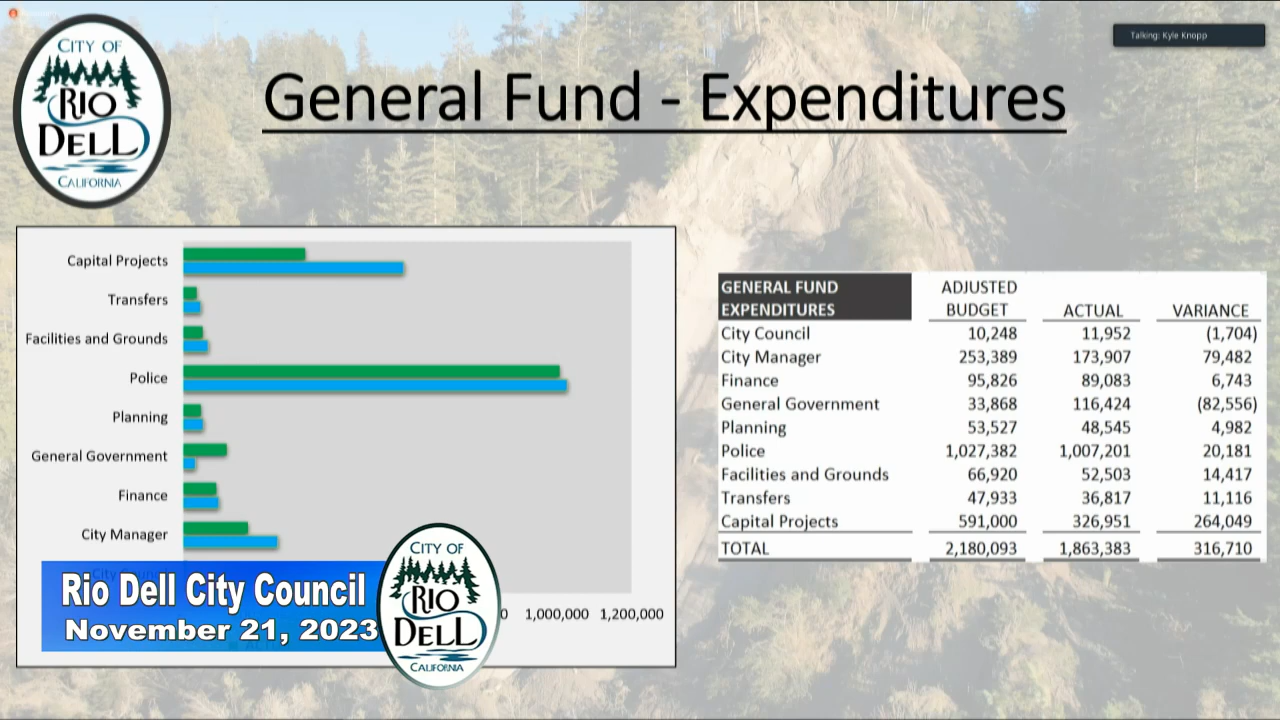 CITY OF
RIO
DELL
CALIFORNIA
Talking: Kyle Knopp
General Fund - Expenditures
Capital Projects
Transfers
Facilities and Grounds
Police
Planning
General Government
Finance
City Manager
City Council
0 1,000,000 1,200,000
Rio Dell City Council
November 21, 2023
CITY OF
RIO
DELL
CALIFORNIA
GENERAL FUND ADJUSTED
EXPENDITURES BUDGET ACTUAL VARIANCE
City Council 10,248 11,952 (1,704)
City Manager 253,389 173,907 79,482
Finance 95,826 89,083 6,743
General Government 33,868 116,424 (82,556)
Planning 53,527 48,545 4,982
Police 1,027,382 1,007,201 20,181
Facilities and Grounds 66,920 52,503 14,417
Transfers 47,933 36,817 11,116
Capital Projects 591,000 326,951 264,049
TOTAL 2,180,093 1,863,383 316,710